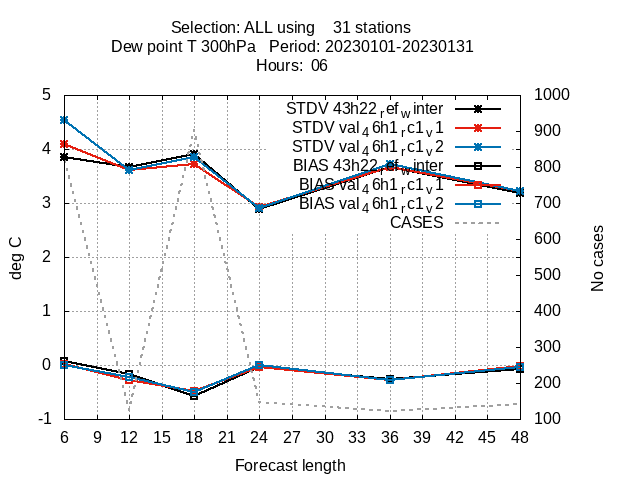 Selection: ALL using    31 stations
Dew point T 300hPa   Period: 20230101-20230131
Hours:  06
STDV 43h22ref_winter
STDV val_46h1_rc1_v1
STDV val_46h1_rc1_v2
BIAS 43h22ref_winter
BIAS val_46h1_rc1_v1
BIAS val_46h1_rc1_v2
CASES
deg C
5
4
3
2
1
0
-1
1000
900
800
700
600
500
400
300
200
100
No cases
6 9 12 15 18 21 24 27 30 33 36 39 42 45 48
Forecast length